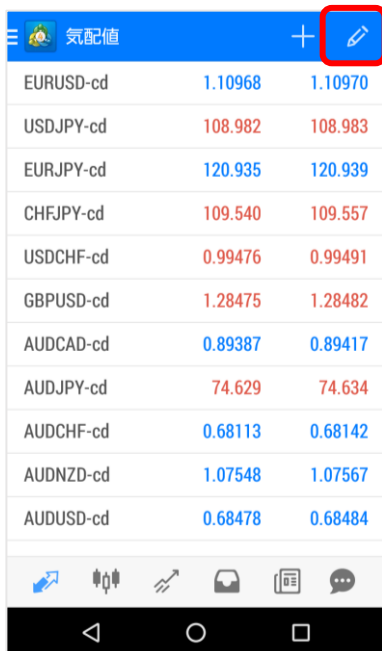 気配値
EURUSD-cd 1.10968 1.10970
USDJPY-cd 108.982 108.983
EURJPY-cd 120.935 120.939
CHFJPY-cd 109.540 109.557
USDCHF-cd 0.99476 0.99491
GBPUSD-cd 1.28475 1.28482
AUDCAD-cd 0.89387 0.89417
AUDJPY-cd 74.629 74.634
AUDCHF-cd 0.68113 0.68142
AUDNZD-cd 1.07548 1.07567
AUDUSD-cd 0.68478 0.68484